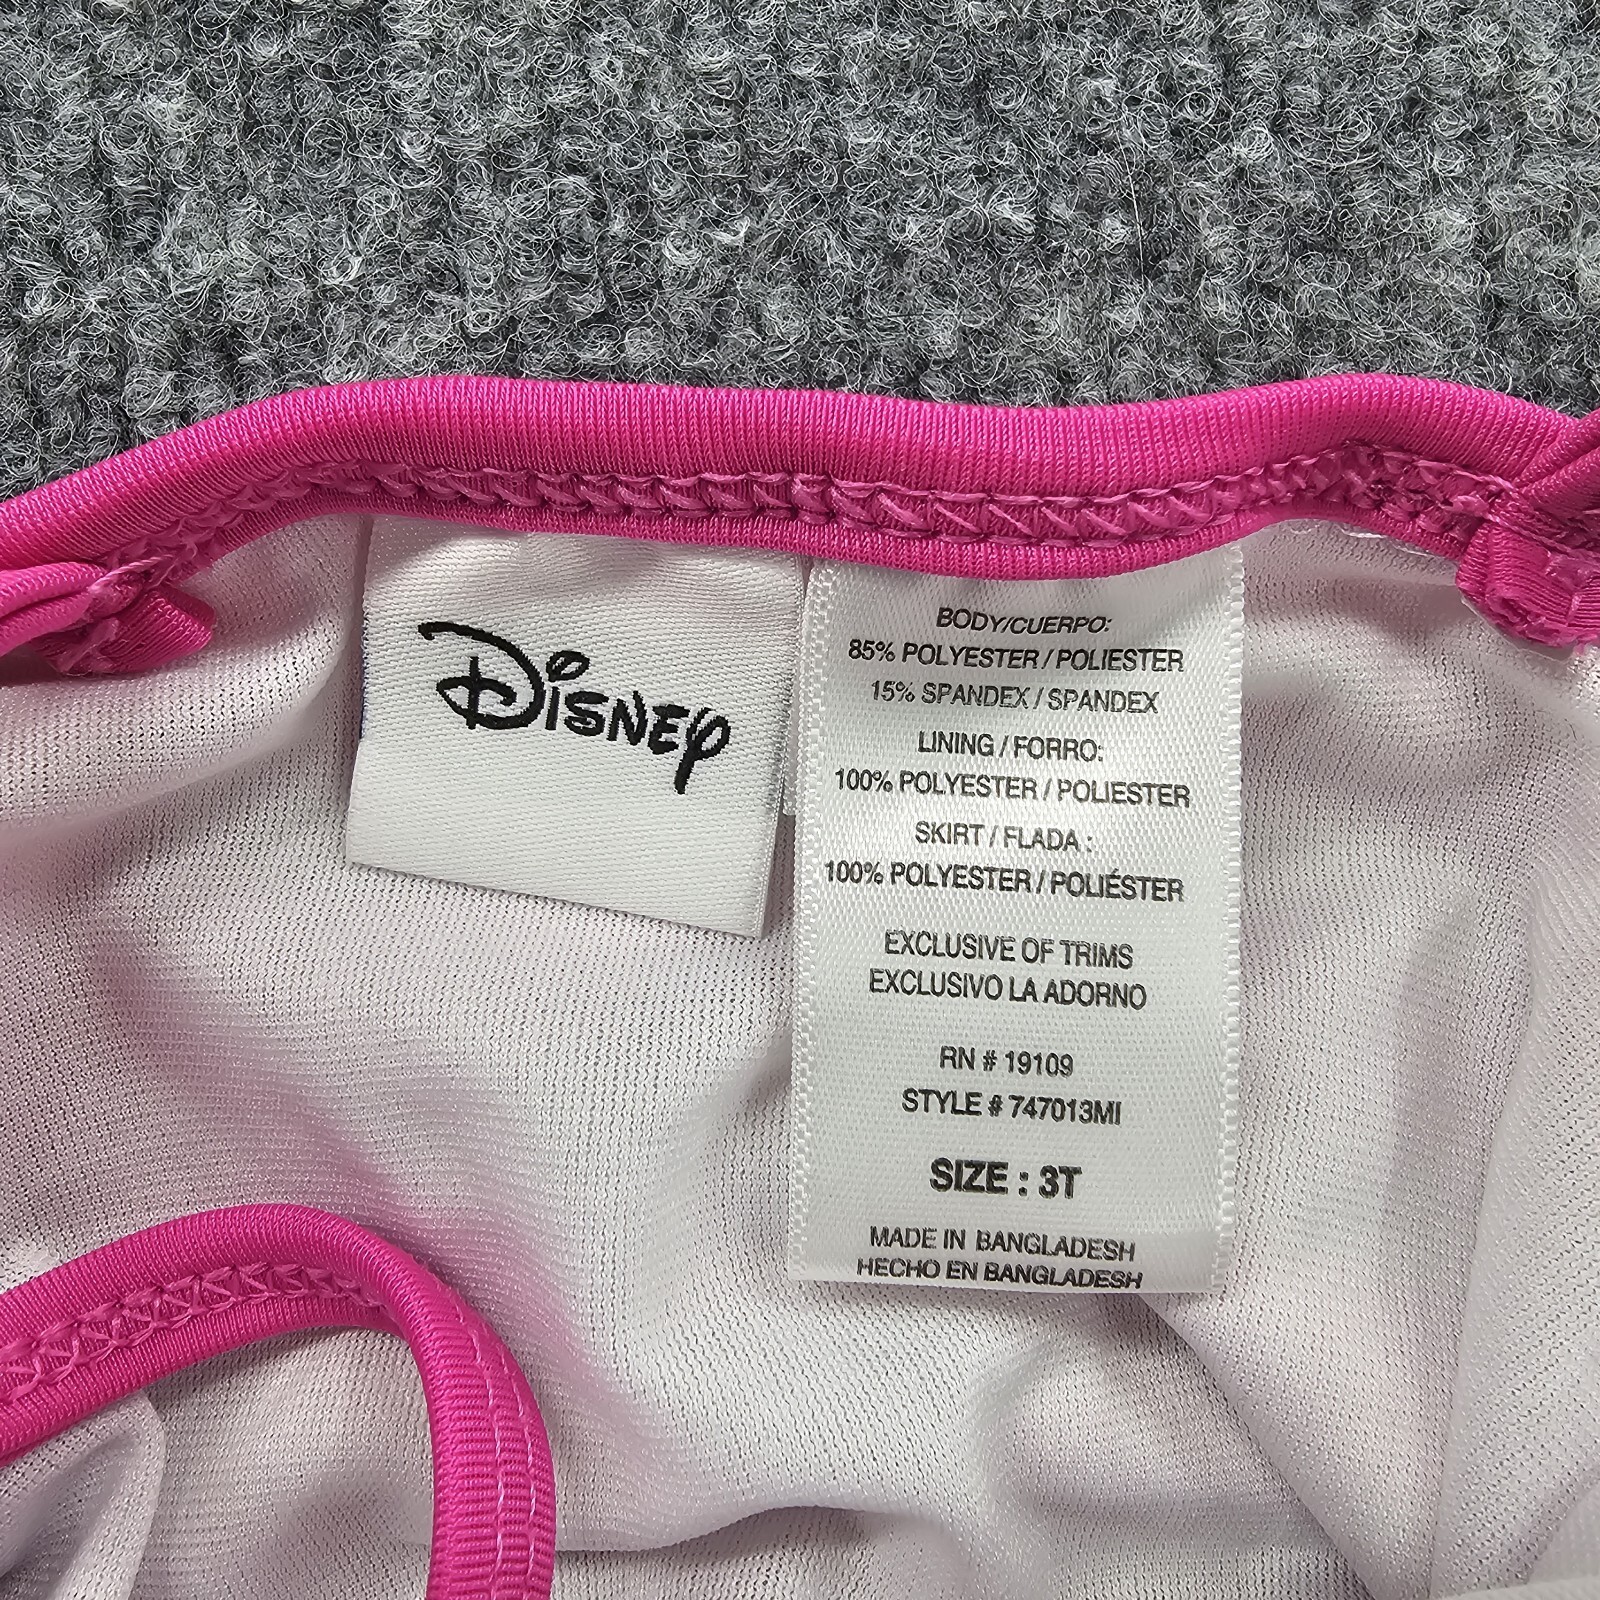 Disney
BODY/CUERPO:
85% POLYESTER / POLIESTER
15% SPANDEX / SPANDEX
LINING / FORRO:
100% POLYESTER / POLIESTER
SKIRT / FLADA :
100% POLYESTER / POLIÉSTER
EXCLUSIVE OF TRIMS
EXCLUSIVO LA ADORNO
RN # 19109
STYLE # 747013MI
SIZE : 3T
MADE IN BANGLADESH
HECHO EN BANGLADESH